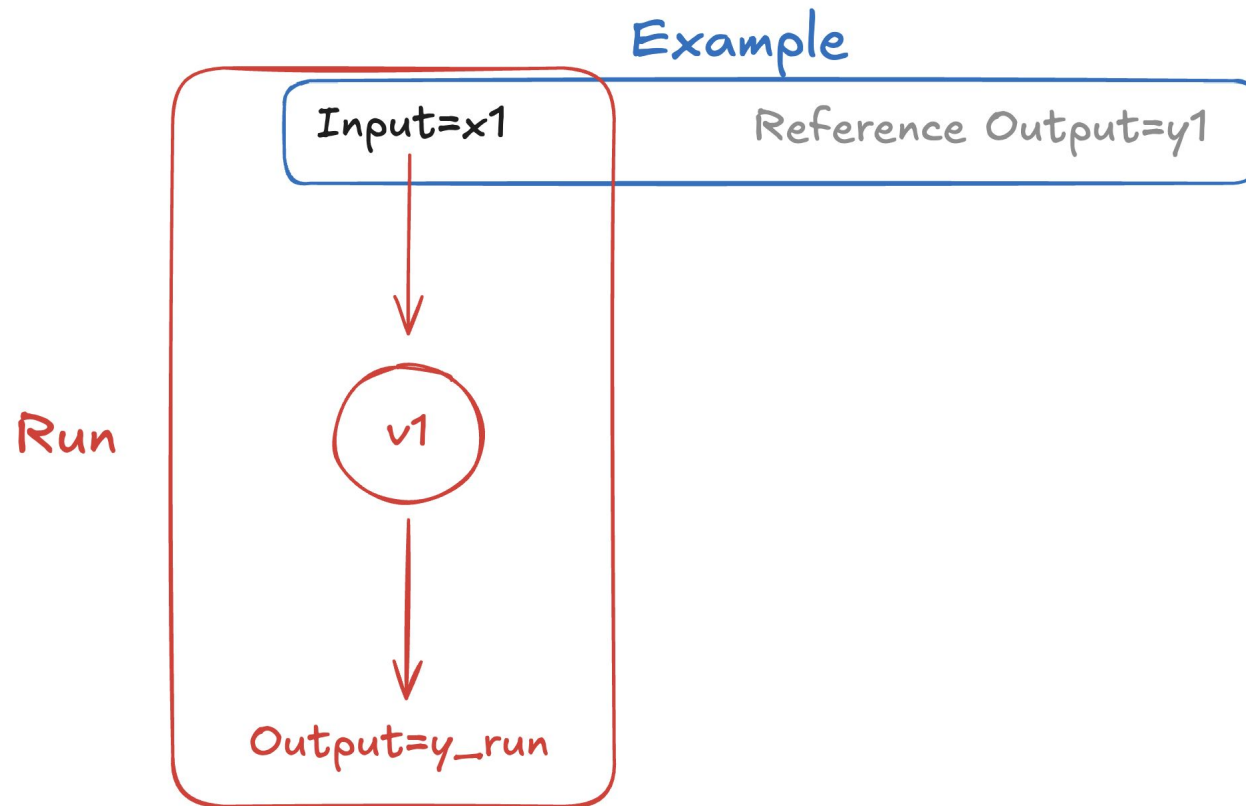 Example
Input=x1
Reference Output=y1
v1
Run
Output=y_run